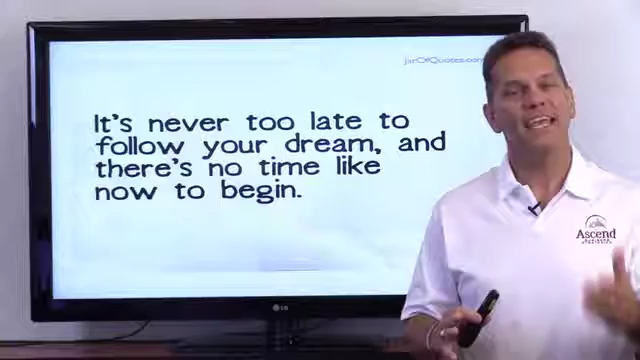 JarOfQuotes.com
It's never too late to
follow your dream, and
there's no time like
now to begin.
Ascend
LG